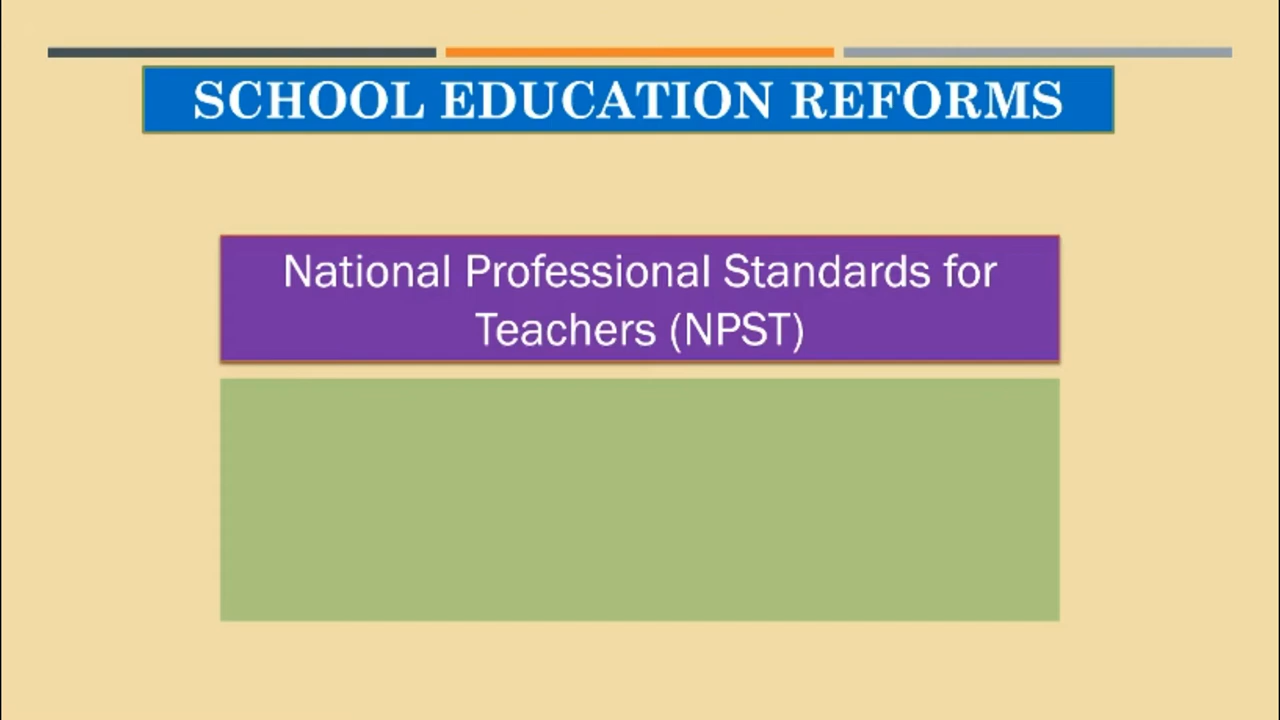 SCHOOL EDUCATION REFORMS
National Professional Standards for
Teachers (NPST)